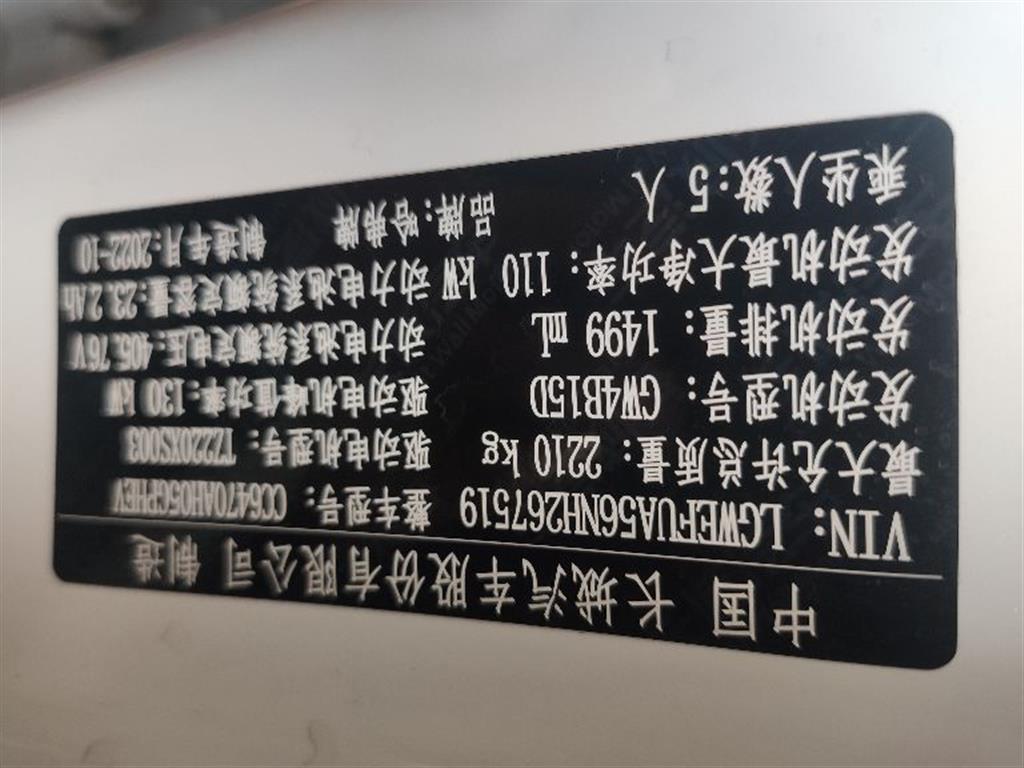 中国 长城汽车股份有限公司 制造
VIN: LGWEFUA56NH267519 整车型号: CC6470AH05GPHEV
最大允许总质量: 2210 kg 驱动电机型号: TZ220XS003
发动机型号: GW4B15D 驱动电机峰值功率:130 kW
发动机排量: 1499 mL 动力电池系统额定电压:405.76V
发动机最大净功率: 110 kW 动力电池系统额定容量:23.2Ah
乘坐人数:5 人 品牌:哈弗牌 制造年月:2022-10